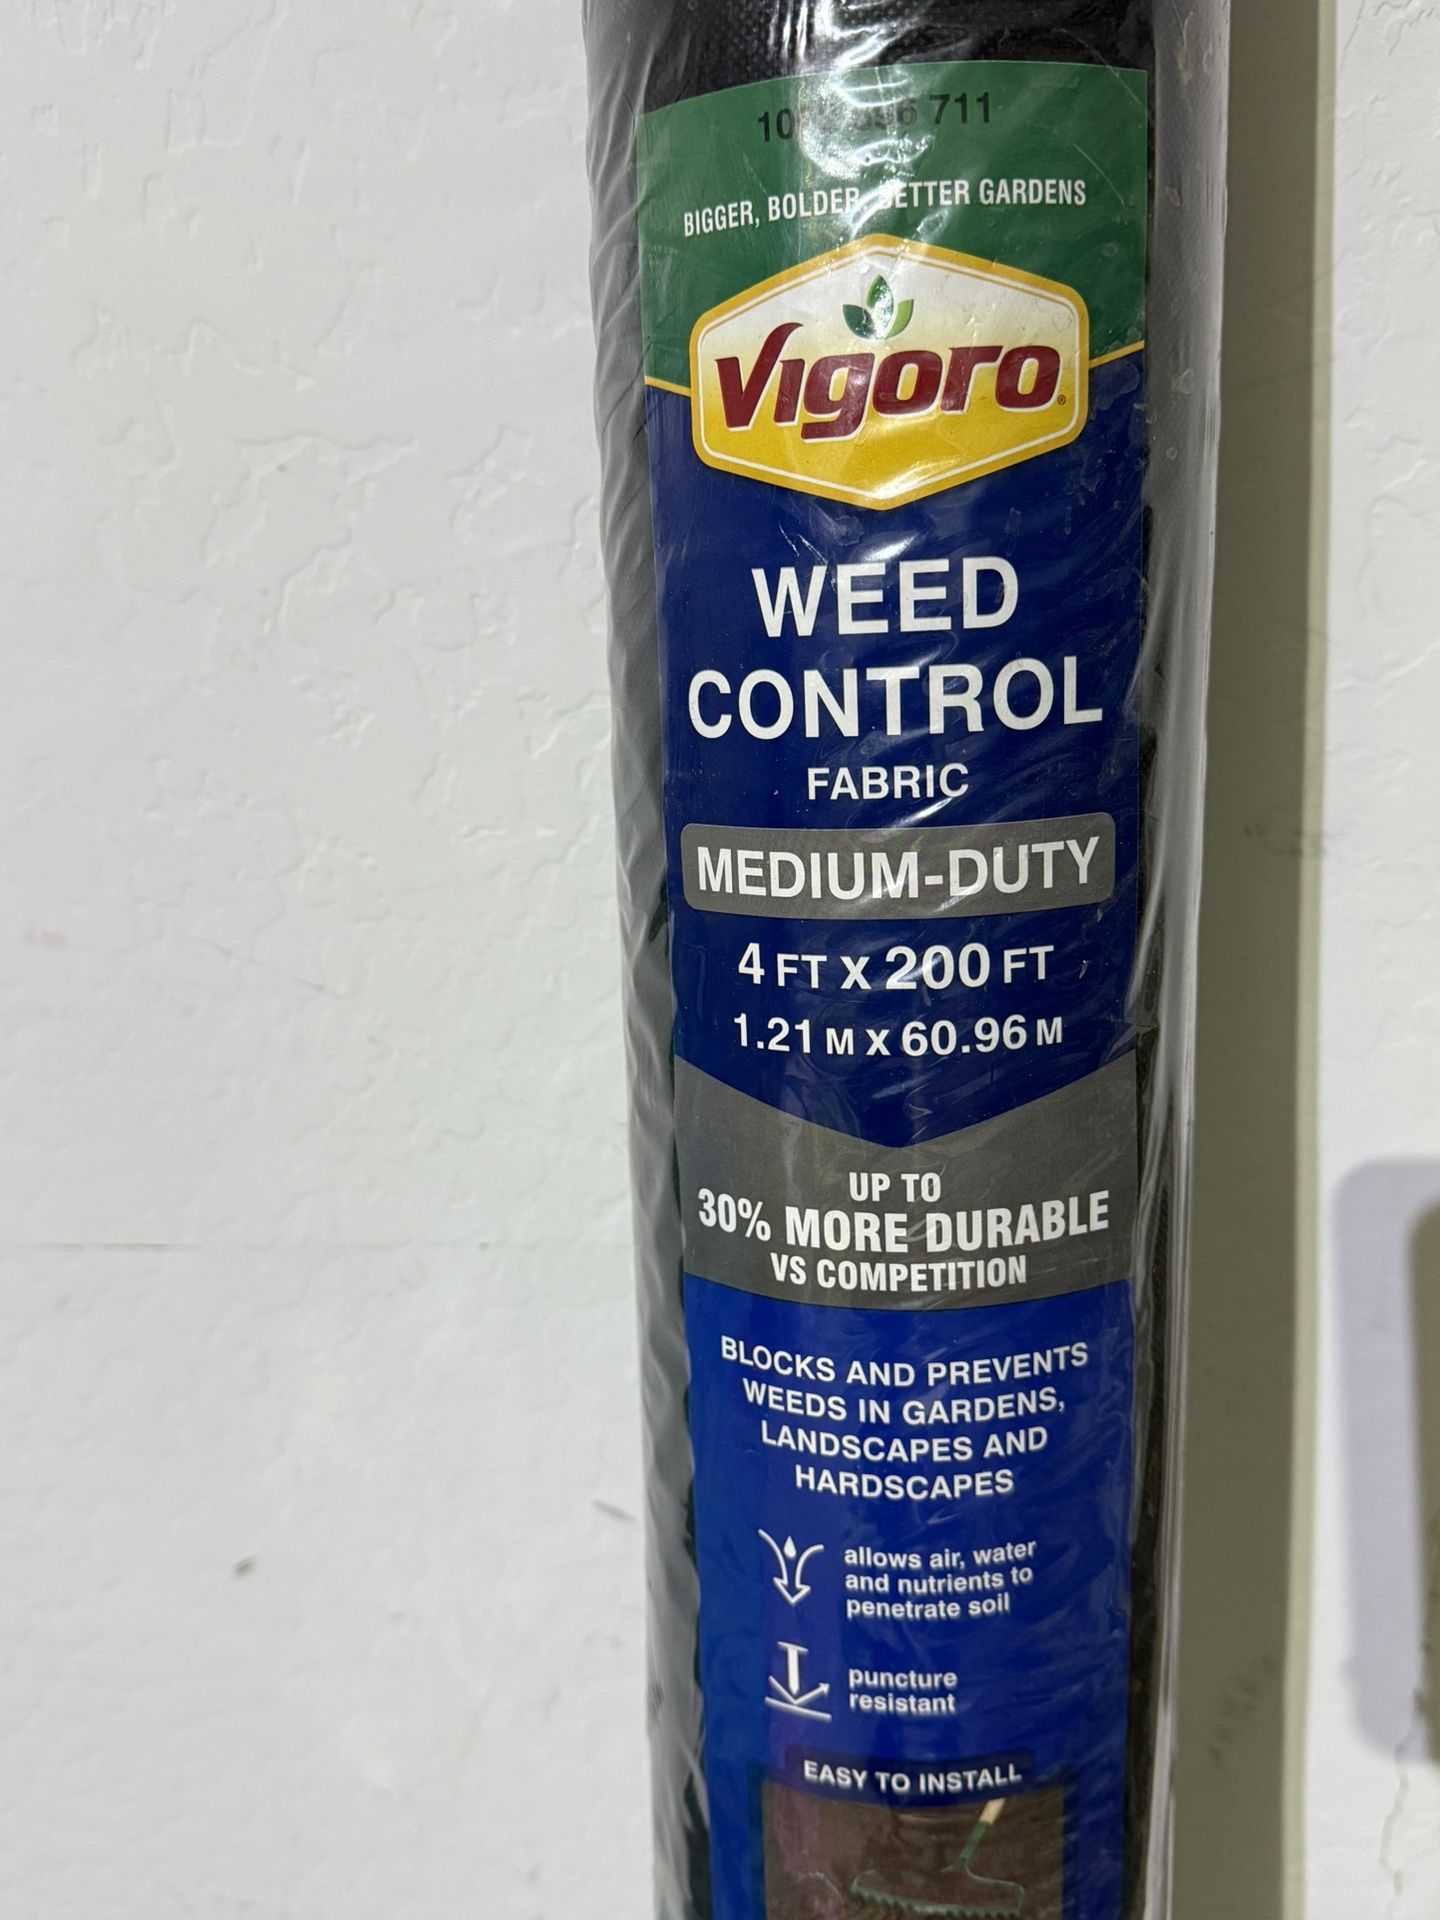 711
BIGGER, BOLDER, BETTER GARDENS
Vigoro®
WEED
CONTROL
FABRIC
MEDIUM-DUTY
4 FT X 200 FT
1.21 M X 60.96 M
UP TO
30% MORE DURABLE
VS COMPETITION
BLOCKS AND PREVENTS
WEEDS IN GARDENS,
LANDSCAPES AND
HARDSCAPES
allows air, water
and nutrients to
penetrate soil
puncture
resistant
EASY TO INSTALL